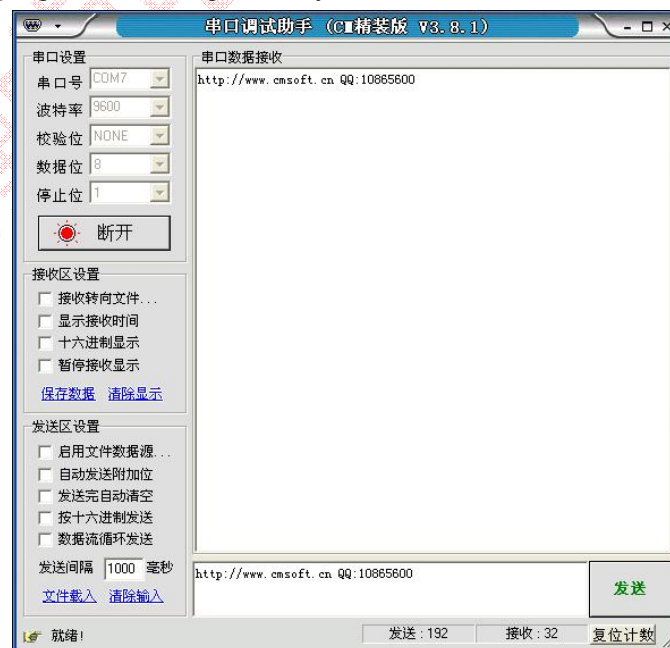 串口调试助手 (CM精装版 V3.8.1)
串口设置
串口号 COM7
波特率 9600
校验位 NONE
数据位 8
停止位 1
断开
接收区设置
接收转向文件...
显示接收时间
十六进制显示
暂停接收显示
保存数据 清除显示
发送区设置
启用文件数据源...
自动发送附加位
发送完自动清空
按十六进制发送
数据流循环发送
发送间隔 1000 毫秒
文件载入 清除输入
串口数据接收
http://www.cmsoft.cn QQ:10865600
http://www.cmsoft.cn QQ:10865600
发送
就绪!
发送:192
接收:32
复位计数